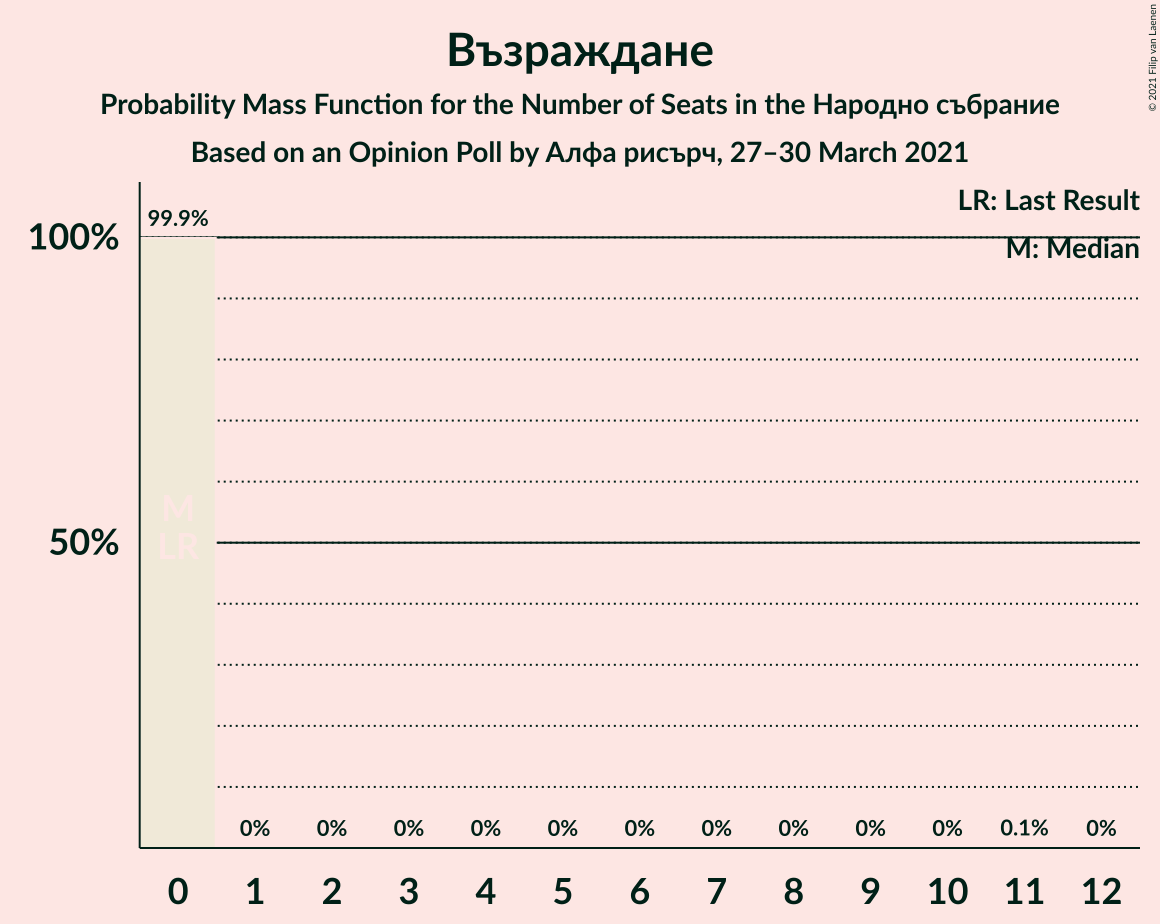 Възраждане
Probability Mass Function for the Number of Seats in the Народно събрание
Based on an Opinion Poll by Алфа рисърч, 27–30 March 2021
© 2021 Filip van Laenen
LR: Last Result
M: Median
99.9%
100%
M
LR
50%
0% 0% 0% 0% 0% 0% 0% 0% 0% 0% 0.1% 0%
0 1 2 3 4 5 6 7 8 9 10 11 12